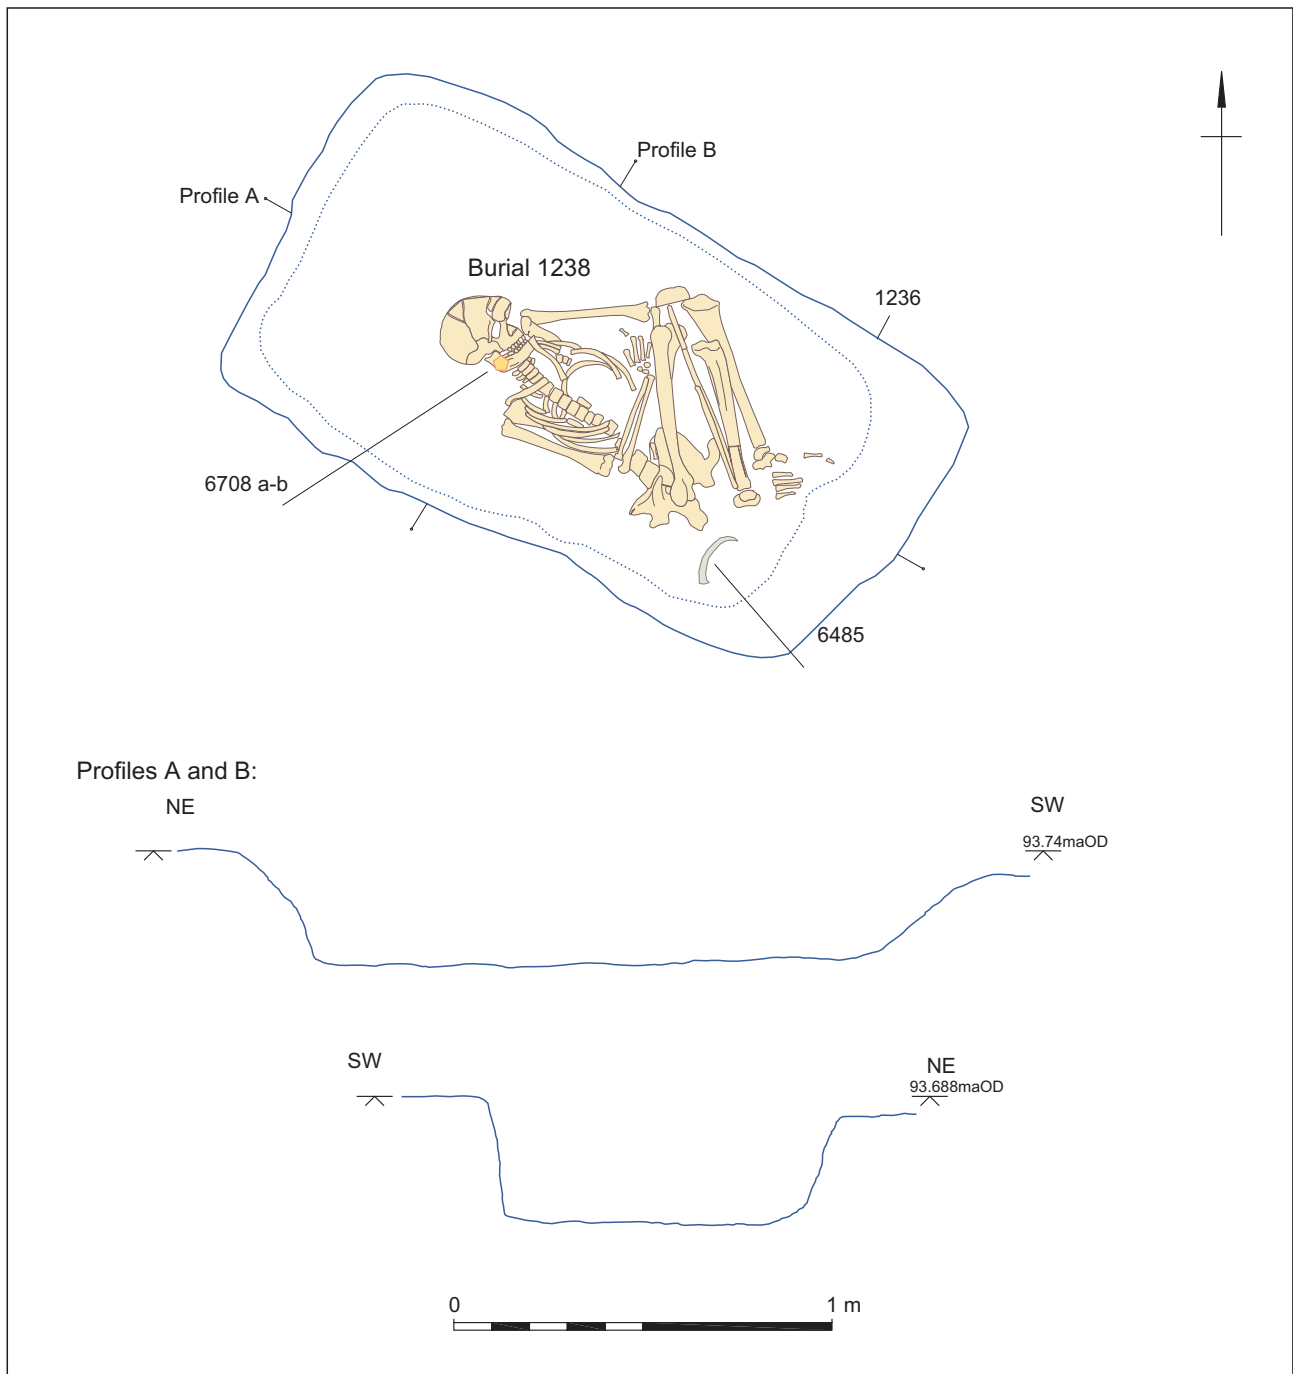 Profile B
Profile A
Burial 1238
1236
6708 a-b
6485
Profiles A and B:
NE
SW
93.74maOD
SW
NE
93.688maOD
0
1 m